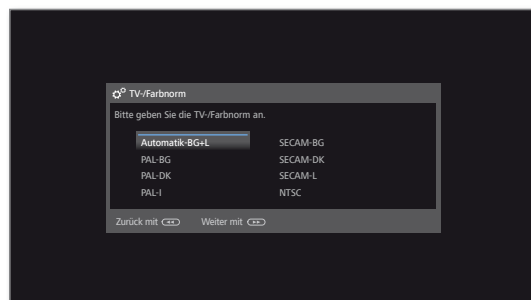 TV-/Farbnorm
Bitte geben Sie die TV-/Farbnorm an.
Automatik-BG+L
PAL-BG
PAL-DK
PAL-I
SECAM-BG
SECAM-DK
SECAM-L
NTSC
Zurück mit Weiter mit